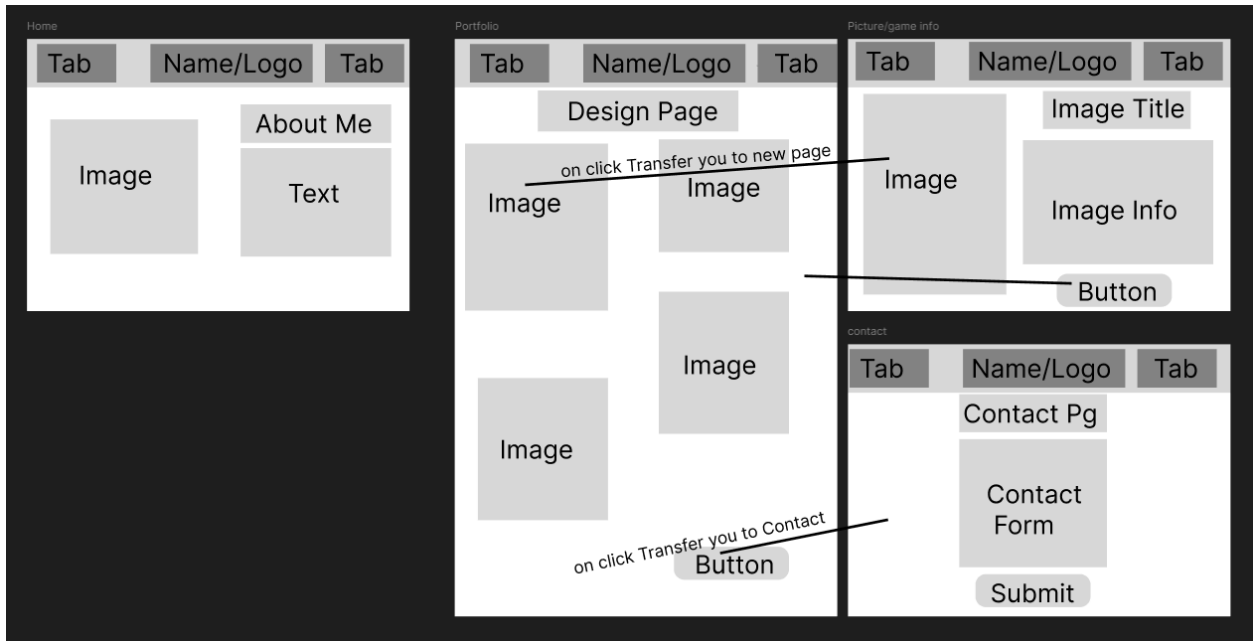 Home
Tab
Name/Logo
Tab
About Me
Image
Text
Portfolio
Tab
Name/Logo
Tab
Design Page
on click Transfer you to new page
Image
Image
Image
Image
on click Transfer you to Contact
Button
Picture/game info
Tab
Name/Logo
Tab
Image Title
Image
Image Info
Button
contact
Tab
Name/Logo
Tab
Contact Pg
Contact
Form
Submit